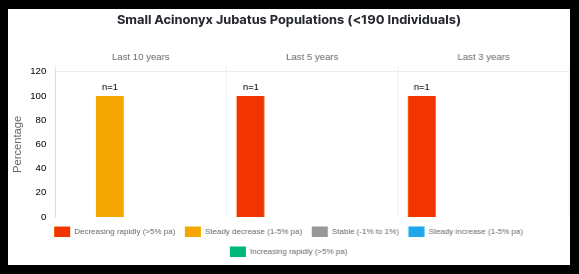 Small Acinonyx Jubatus Populations (<190 Individuals)
Last 10 years
Last 5 years
Last 3 years
120
100
80
60
40
20
0
Percentage
n=1
n=1
n=1
Decreasing rapidly (>5% pa)
Steady decrease (1-5% pa)
Stable (-1% to 1%)
Steady increase (1-5% pa)
Increasing rapidly (>5% pa)